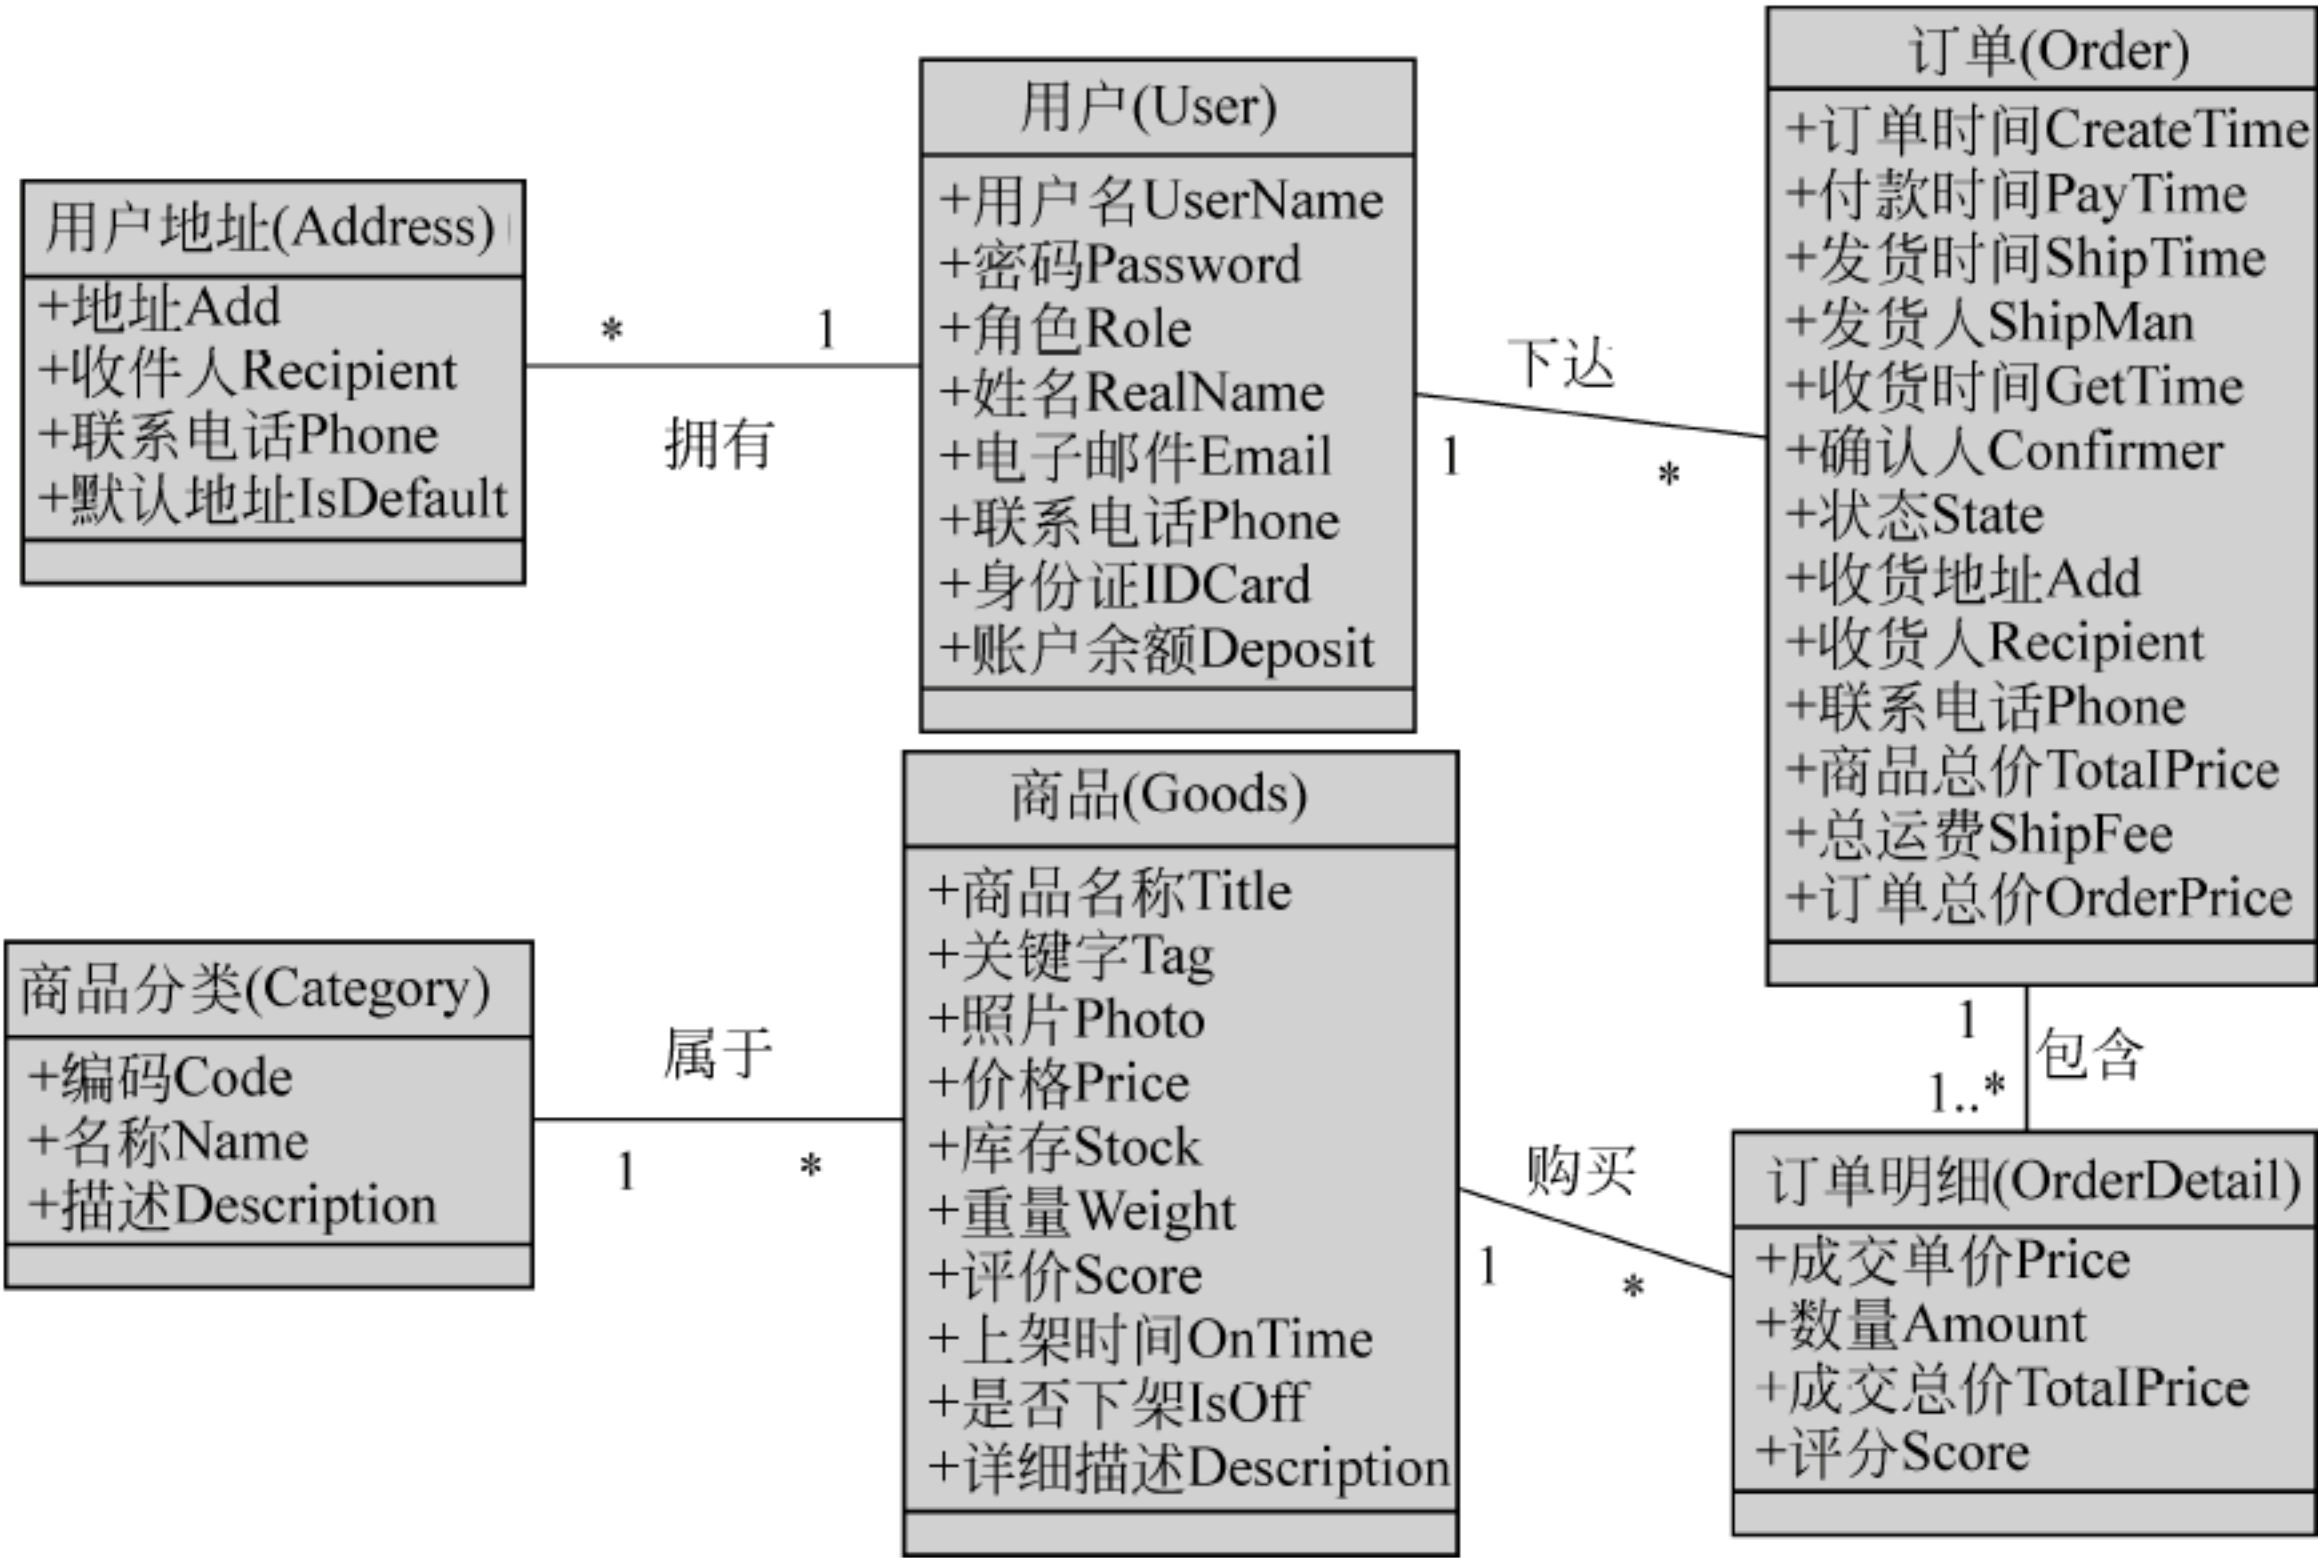 用户地址(Address)
+地址Add
+收件人Recipient
+联系电话Phone
+默认地址IsDefault
*
1
拥有
用户(User)
+用户名UserName
+密码Password
+角色Role
+姓名RealName
+电子邮件Email
+联系电话Phone
+身份证IDCard
+账户余额Deposit
下达
1
*
订单(Order)
+订单时间CreateTime
+付款时间PayTime
+发货时间ShipTime
+发货人ShipMan
+收货时间GetTime
+确认人Confirmer
+状态State
+收货地址Add
+收货人Recipient
+联系电话Phone
+商品总价TotalPrice
+总运费ShipFee
+订单总价OrderPrice
1
包含
1..*
商品分类(Category)
+编码Code
+名称Name
+描述Description
属于
1
*
商品(Goods)
+商品名称Title
+关键字Tag
+照片Photo
+价格Price
+库存Stock
+重量Weight
+评价Score
+上架时间OnTime
+是否下架IsOff
+详细描述Description
购买
1
*
订单明细(OrderDetail)
+成交单价Price
+数量Amount
+成交总价TotalPrice
+评分Score